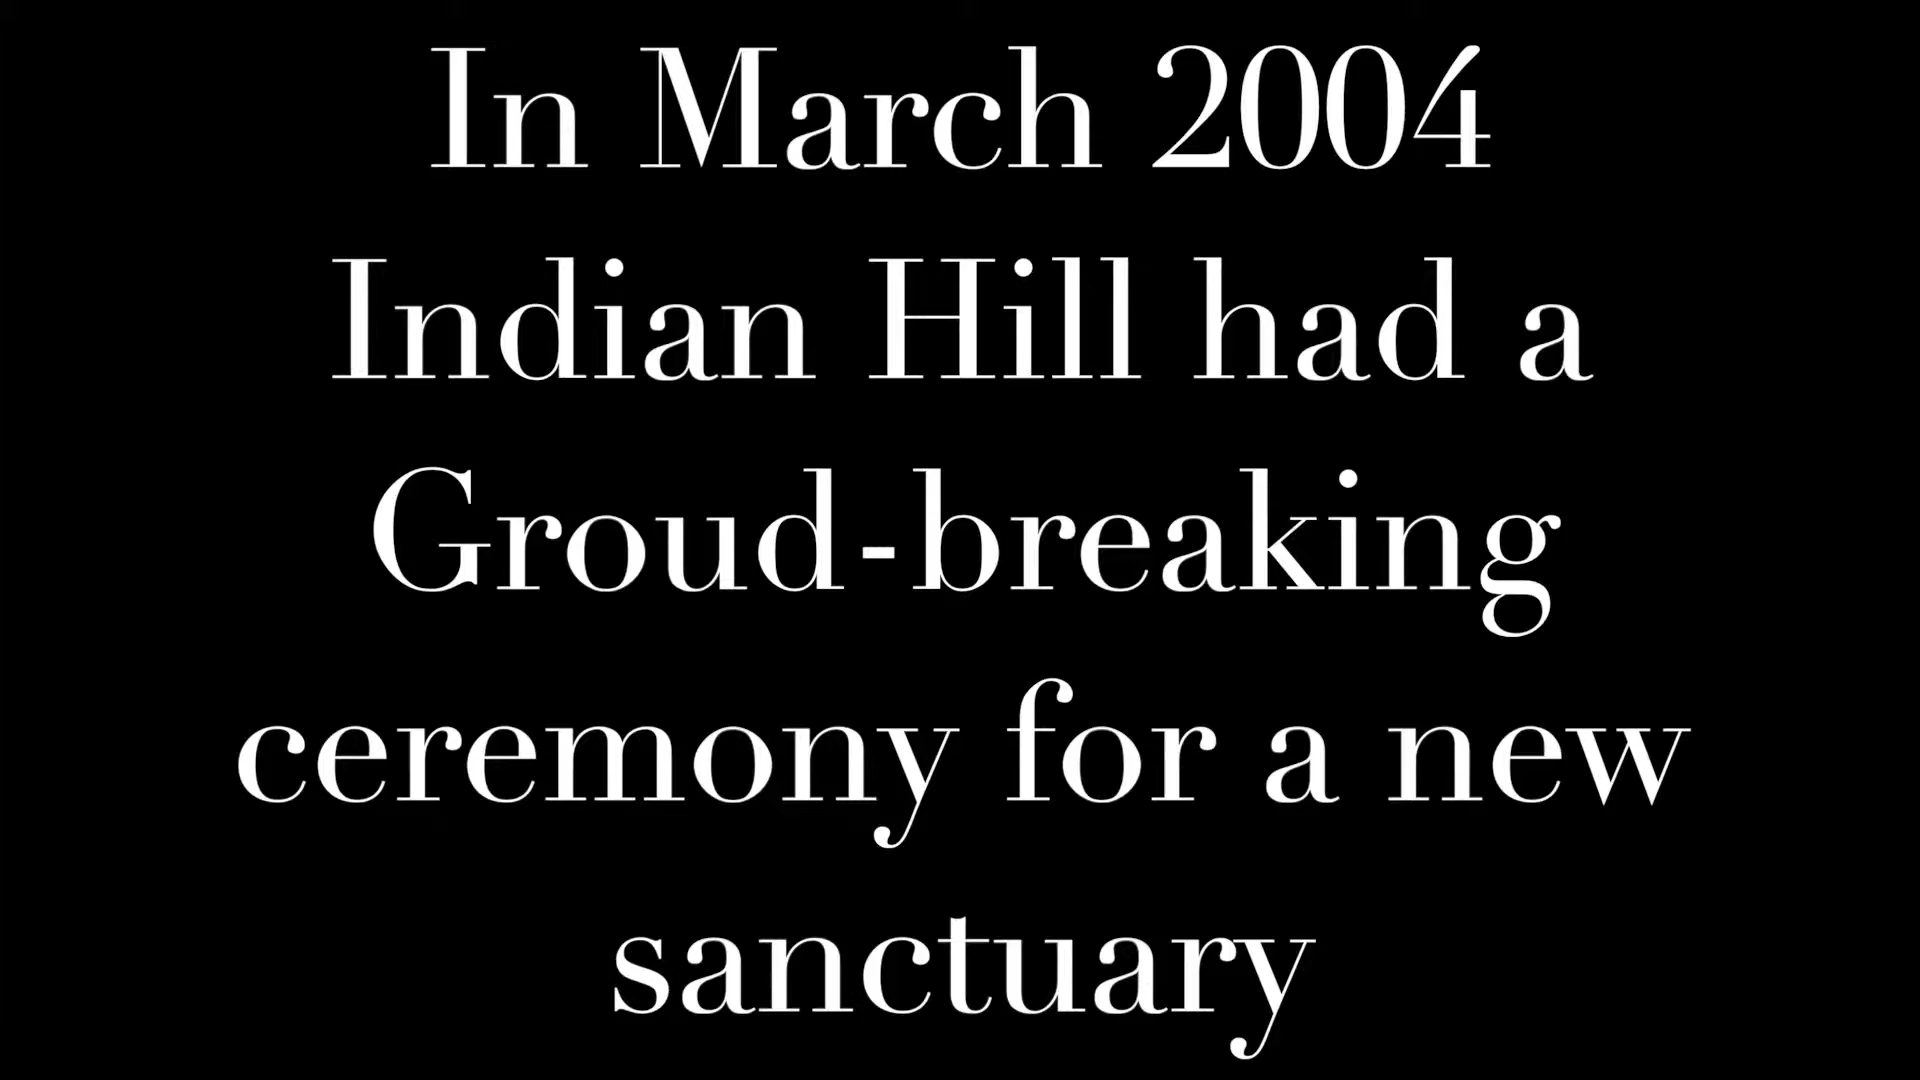 In March 2004
Indian Hill had a
Groud-breaking
ceremony for a new
sanctuary